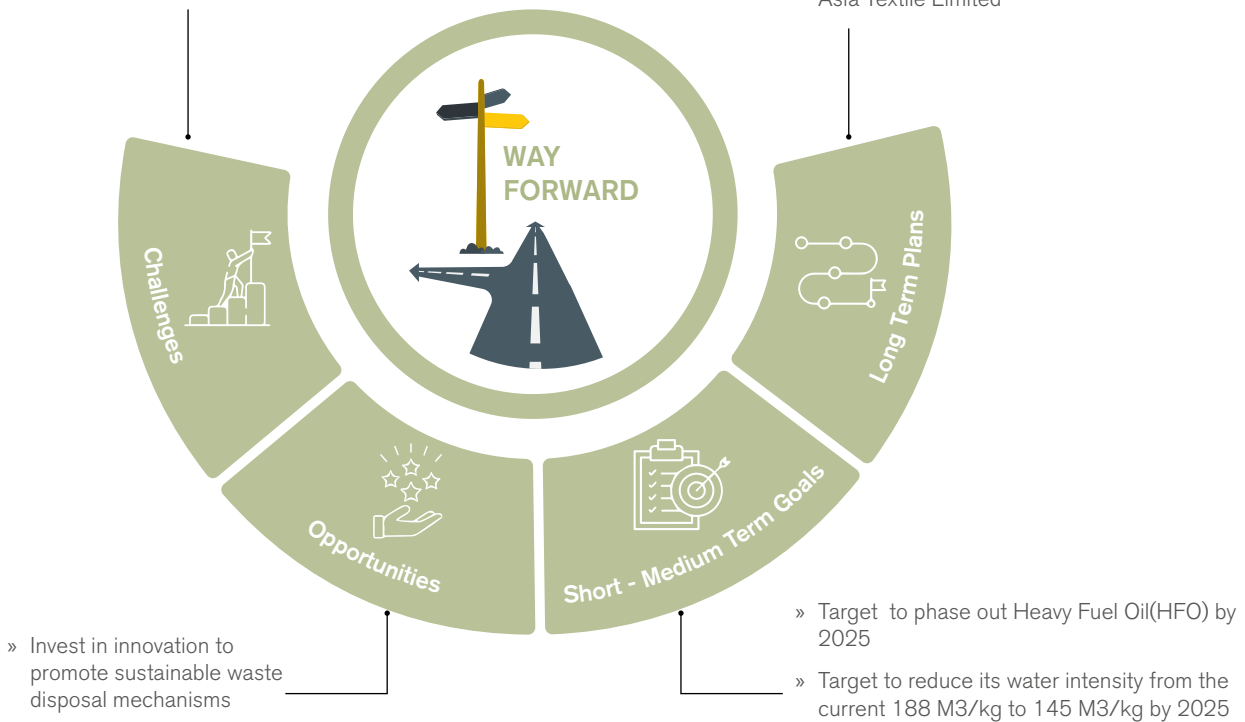 Asia Textile Limited
WAY
FORWARD
Challenges
Long Term Plans
Opportunities
Short - Medium Term Goals
» Invest in innovation to
promote sustainable waste
disposal mechanisms
» Target to phase out Heavy Fuel Oil(HFO) by
2025
» Target to reduce its water intensity from the
current 188 M3/kg to 145 M3/kg by 2025